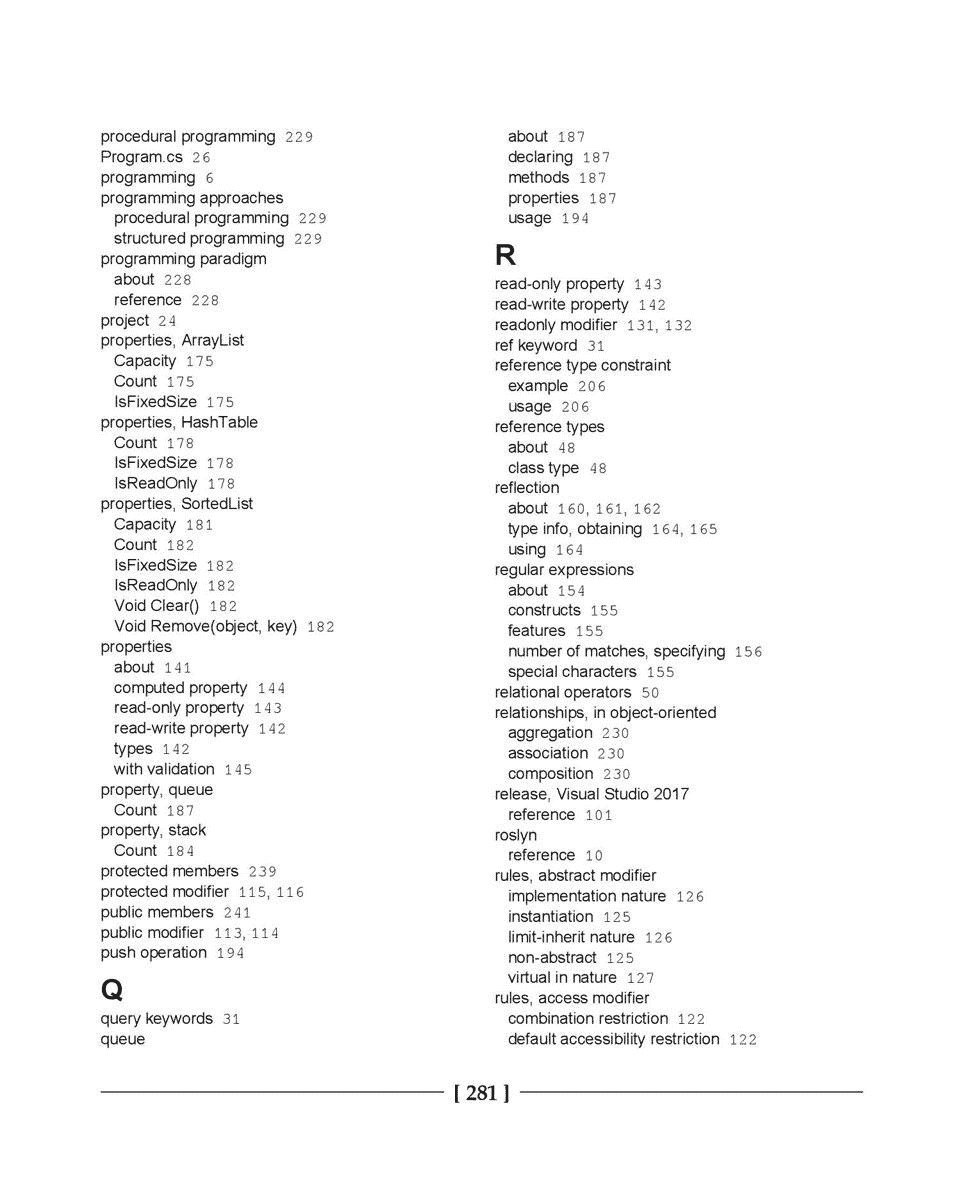 procedural programming 229
Program.cs 26
programming 6
programming approaches
procedural programming 229
structured programming 229
programming paradigm
about 228
reference 228
project 24
properties, ArrayList
Capacity 175
Count 175
IsFixedSize 175
properties, HashTable
Count 178
IsFixedSize 178
IsReadOnly 178
properties, SortedList
Capacity 181
Count 182
IsFixedSize 182
IsReadOnly 182
Void Clear() 182
Void Remove(object, key) 182
properties
about 141
computed property 144
read-only property 143
read-write property 142
types 142
with validation 145
property, queue
Count 187
property, stack
Count 184
protected members 239
protected modifier 115, 116
public members 241
public modifier 113, 114
push operation 194
Q
query keywords 31
queue
about 187
declaring 187
methods 187
properties 187
usage 194
R
read-only property 143
read-write property 142
readonly modifier 131, 132
ref keyword 31
reference type constraint
example 206
usage 206
reference types
about 48
class type 48
reflection
about 160, 161, 162
type info, obtaining 164, 165
using 164
regular expressions
about 154
constructs 155
features 155
number of matches, specifying 156
special characters 155
relational operators 50
relationships, in object-oriented
aggregation 230
association 230
composition 230
release, Visual Studio 2017
reference 101
roslyn
reference 10
rules, abstract modifier
implementation nature 126
instantiation 125
limit-inherit nature 126
non-abstract 125
virtual in nature 127
rules, access modifier
combination restriction 122
default accessibility restriction 122
[ 281 ]